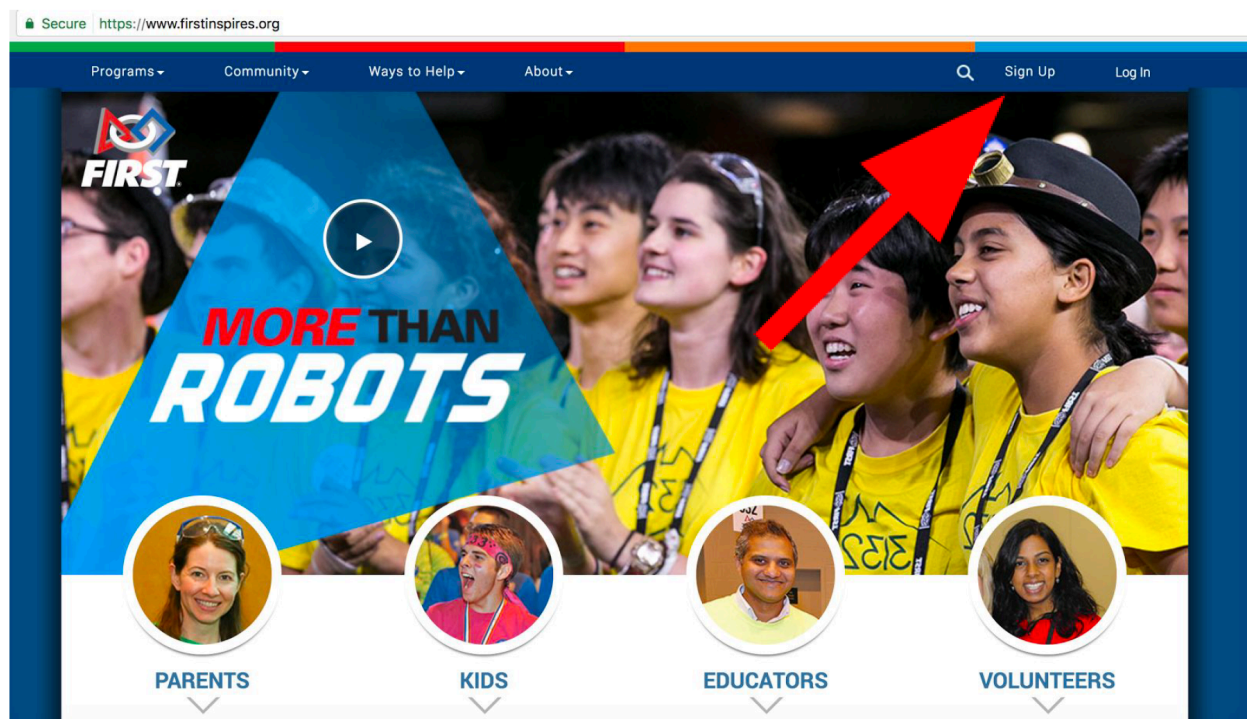 Secure https://www.firstinspires.org
Programs Community Ways to Help About Sign Up Log In
FIRST
MORE THAN
ROBOTS
3132
PARENTS KIDS EDUCATORS VOLUNTEERS